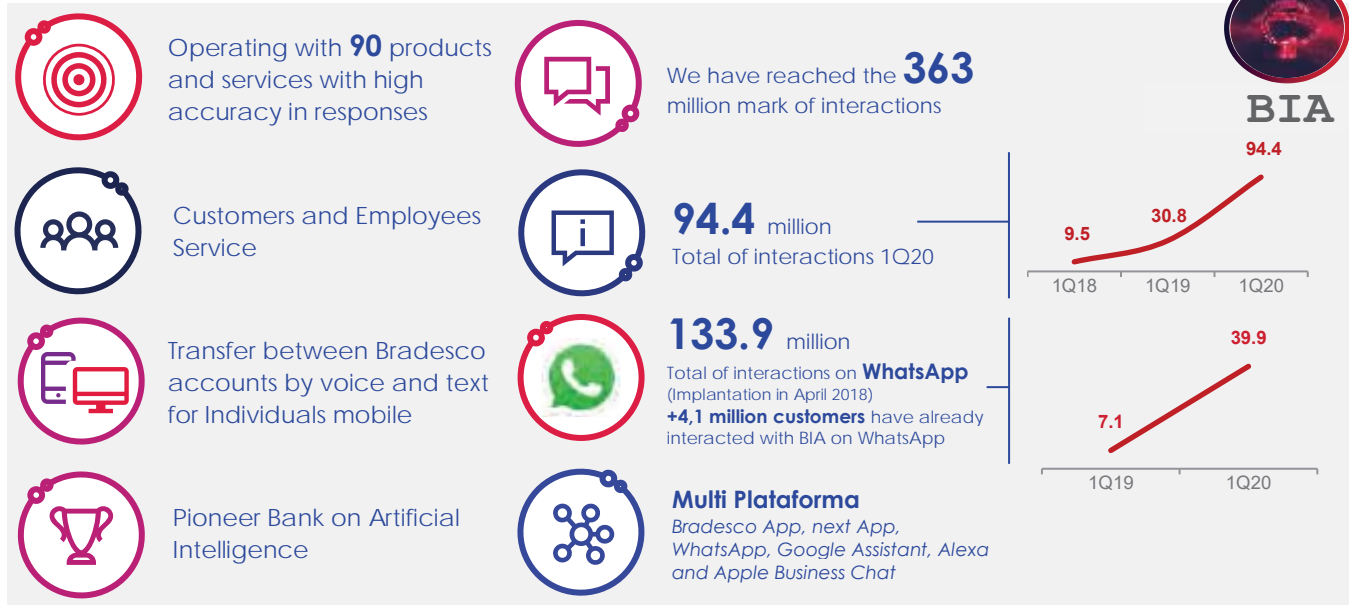 Operating with 90 products
and services with high
accuracy in responses
Customers and Employees
Service
Transfer between Bradesco
accounts by voice and text
for Individuals mobile
Pioneer Bank on Artificial
Intelligence
We have reached the 363
million mark of interactions
i
94.4 million
Total of interactions 1Q20
133.9 million
Total of interactions on WhatsApp
(Implantation in April 2018)
+4,1 million customers have already
interacted with BIA on WhatsApp
Multi Plataforma
Bradesco App, next App,
WhatsApp, Google Assistant, Alexa
and Apple Business Chat
BIA
94.4
30.8
9.5
1Q18 1Q19 1Q20
39.9
7.1
1Q19 1Q20